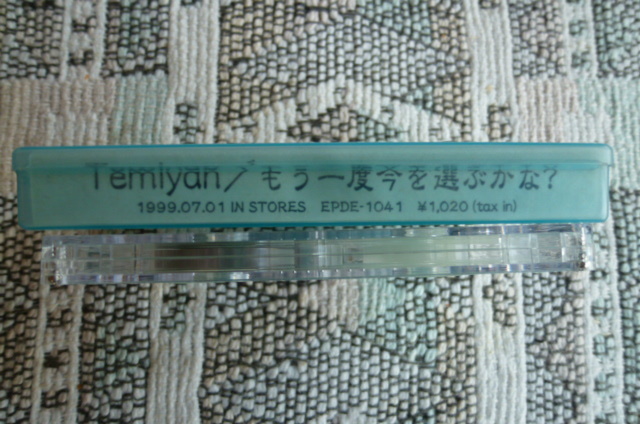 Temiyan／もう一度今を選ぶかな?
1999.07.01 IN STORES EPDE-1041 ¥1,020 (tax in)